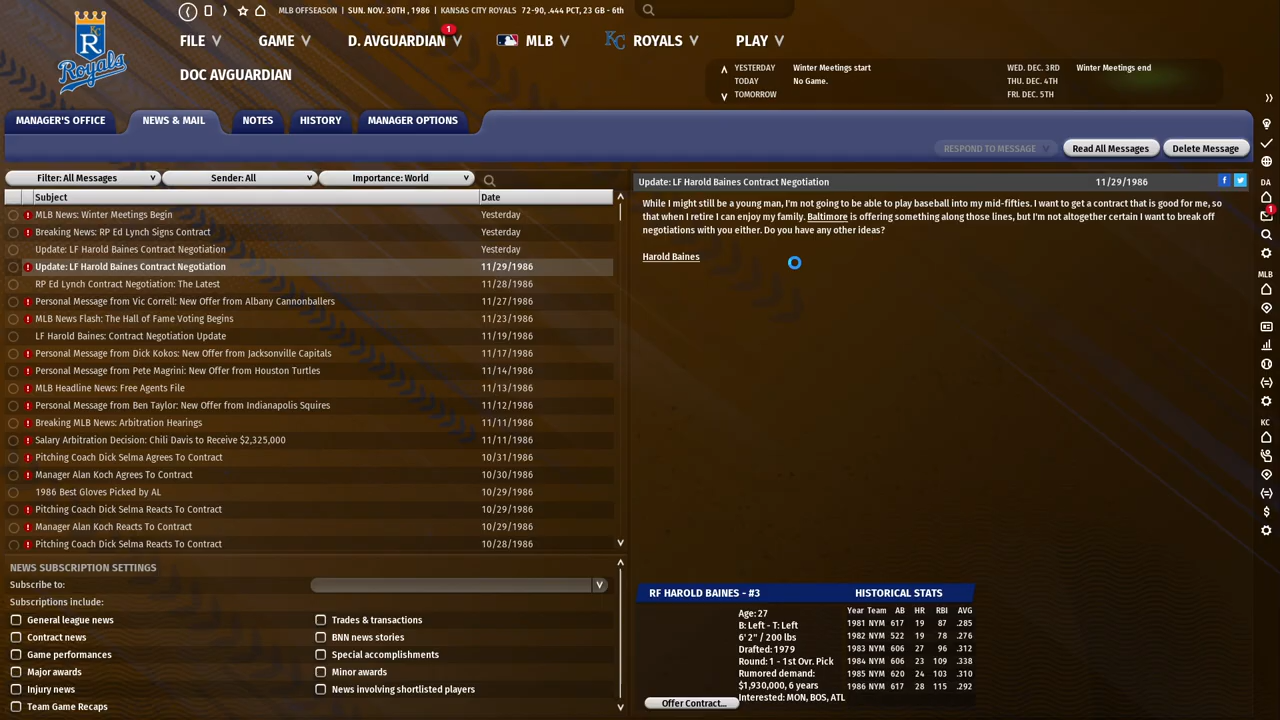 MLB OFFSEASON | SUN. NOV. 30TH , 1986 | KANSAS CITY ROYALS 72-90, .444 PCT, 23 GB - 6th
KC
R
Royals
FILE GAME D. AVGUARDIAN 1 MLB KC ROYALS PLAY
DOC AVGUARDIAN
YESTERDAY Winter Meetings start WED. DEC. 3RD Winter Meetings end
TODAY No Game. THU. DEC. 4TH
TOMORROW FRI. DEC. 5TH
MANAGER'S OFFICE NEWS & MAIL NOTES HISTORY MANAGER OPTIONS
RESPOND TO MESSAGE Read All Messages Delete Message
Filter: All Messages Sender: All Importance: World
Subject Date
MLB News: Winter Meetings Begin Yesterday
Breaking News: RP Ed Lynch Signs Contract Yesterday
Update: LF Harold Baines Contract Negotiation Yesterday
Update: LF Harold Baines Contract Negotiation 11/29/1986
RP Ed Lynch Contract Negotiation: The Latest 11/28/1986
Personal Message from Vic Correll: New Offer from Albany Cannonballers 11/27/1986
MLB News Flash: The Hall of Fame Voting Begins 11/23/1986
LF Harold Baines: Contract Negotiation Update 11/19/1986
Personal Message from Dick Kokos: New Offer from Jacksonville Capitals 11/17/1986
Personal Message from Pete Magrini: New Offer from Houston Turtles 11/14/1986
MLB Headline News: Free Agents File 11/13/1986
Personal Message from Ben Taylor: New Offer from Indianapolis Squires 11/12/1986
Breaking MLB News: Arbitration Hearings 11/11/1986
Salary Arbitration Decision: Chili Davis to Receive $2,325,000 11/11/1986
Pitching Coach Dick Selma Agrees To Contract 10/31/1986
Manager Alan Koch Agrees To Contract 10/30/1986
1986 Best Gloves Picked by AL 10/29/1986
Pitching Coach Dick Selma Reacts To Contract 10/29/1986
Manager Alan Koch Reacts To Contract 10/29/1986
Pitching Coach Dick Selma Reacts To Contract 10/28/1986
NEWS SUBSCRIPTION SETTINGS
Subscribe to:
Subscriptions include:
General league news Trades & transactions
Contract news BNN news stories
Game performances Special accomplishments
Major awards Minor awards
Injury news News involving shortlisted players
Team Game Recaps
Update: LF Harold Baines Contract Negotiation 11/29/1986
While I might still be a young man, I'm not going to be able to play baseball into my mid-fifties. I want to get a contract that is good for me, so
that when I retire I can enjoy my family. Baltimore is offering something along those lines, but I'm not altogether certain I want to break off
negotiations with you either. Do you have any other ideas?
Harold Baines
RF HAROLD BAINES - #3 HISTORICAL STATS
Age: 27
B: Left - T: Left
6' 2" / 200 lbs
Drafted: 1979
Round: 1 - 1st Ovr. Pick
Rumored demand:
$1,930,000, 6 years
Interested: MON, BOS, ATL
Offer Contract...
Year Team AB HR RBI AVG
1981 NYM 617 19 87 .285
1982 NYM 522 19 78 .276
1983 NYM 606 27 96 .312
1984 NYM 606 23 109 .338
1985 NYM 620 24 103 .310
1986 NYM 617 28 115 .292
DA
1
MLB
KC